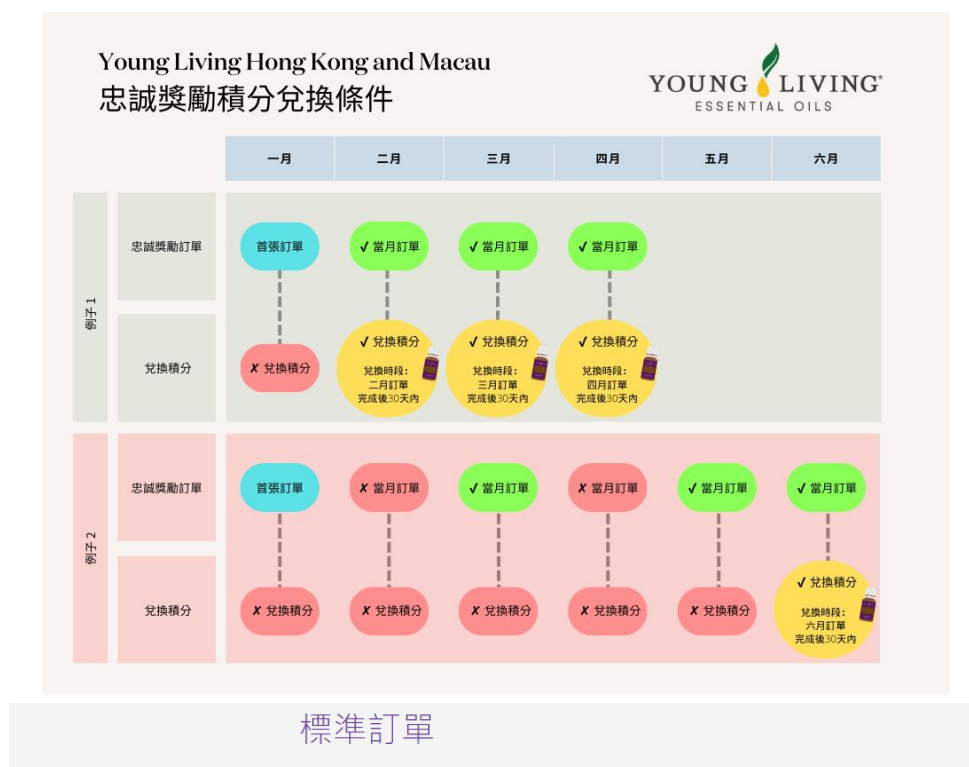 Young Living Hong Kong and Macau
忠誠獎勵積分兌換條件
YOUNG LIVING®
ESSENTIAL OILS
一月 二月 三月 四月 五月 六月
例子 1
忠誠獎勵訂單
首張訂單
✓ 當月訂單
✓ 當月訂單
✓ 當月訂單
兌換積分
✗ 兌換積分
✓ 兌換積分
兌換時段：
二月訂單
完成後30天內
✓ 兌換積分
兌換時段：
三月訂單
完成後30天內
✓ 兌換積分
兌換時段：
四月訂單
完成後30天內
例子 2
忠誠獎勵訂單
首張訂單
✗ 當月訂單
✓ 當月訂單
✗ 當月訂單
✓ 當月訂單
✓ 當月訂單
兌換積分
✗ 兌換積分
✗ 兌換積分
✗ 兌換積分
✗ 兌換積分
✗ 兌換積分
✓ 兌換積分
兌換時段：
六月訂單
完成後30天內
標準訂單